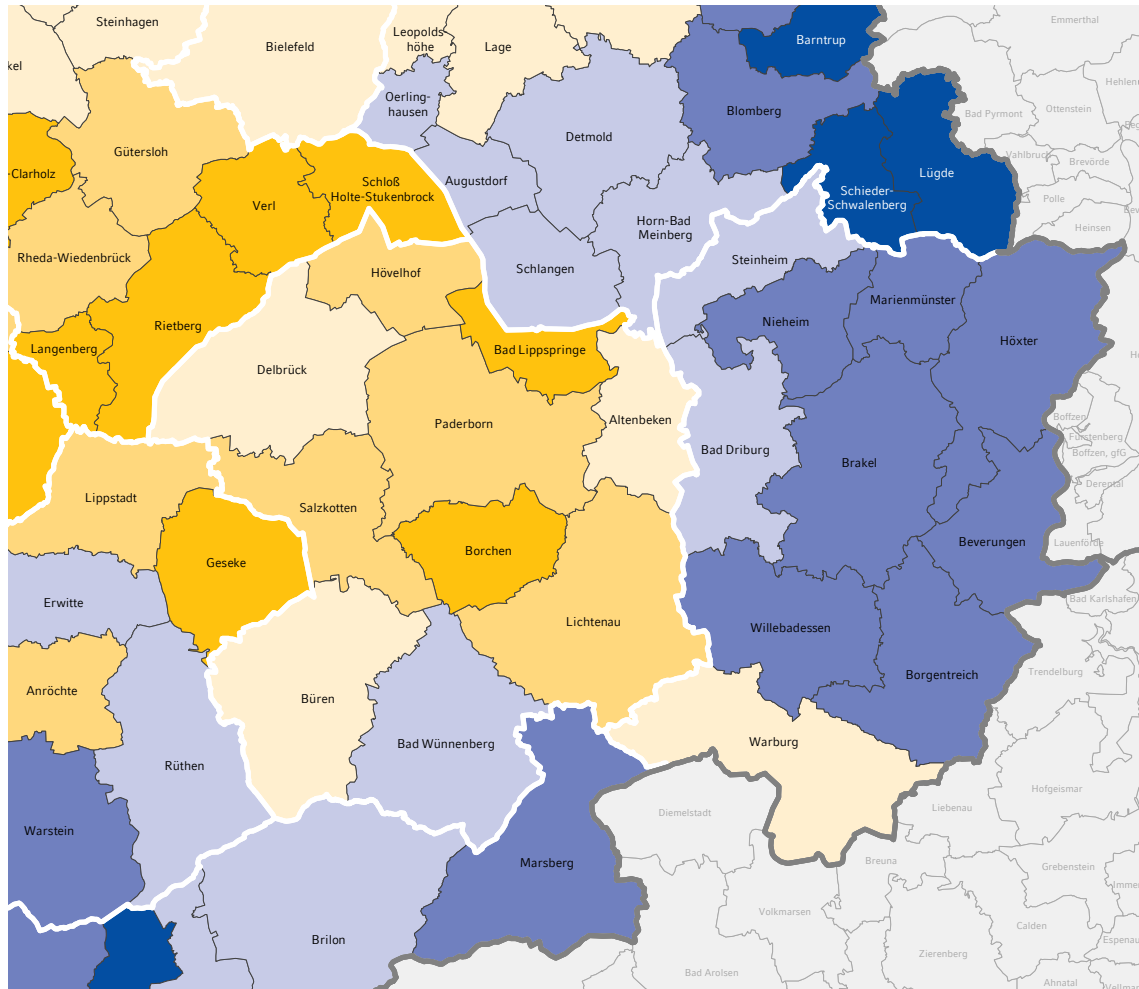 Steinhagen
Emmerthal
Leopolds
höhe
Barntrup
Bielefeld
Lage
kel
Hehlen
Oerling-
hausen
Ottenstein
Blomberg
Bad Pyrmont
Detmold
Gütersloh
Vahlbruch
Brevörde
-Clarholz
Lügde
Augustdorf
Schloß
Holte-Stukenbrock
Schieder-
Schwalenberg
Polle
Verl
Horn-Bad
Meinberg
Heinsen
Rheda-Wiedenbrück
Steinheim
Schlangen
Hövelhof
Marienmünster
Nieheim
Rietberg
Höxter
Langenberg
Bad Lippspringe
Delbrück
Boffzen
Altenbeken
Paderborn
Fürstenberg
Bad Driburg
Boffzen, gfG
Brakel
Derental
Lippstadt
Salzkotten
Beverungen
Lauenförde
Borchen
Geseke
Erwitte
Bad Karlshafen
Lichtenau
Willebadessen
Trendelburg
Borgentreich
Anröchte
Büren
Bad Wünnenberg
Warburg
Rüthen
Hofgeismar
Liebenau
Diemelstadt
Warstein
Marsberg
Breuna
Grebenstein
Imme
Volkmarsen
Calden
Brilon
Espenau
Zierenberg
Bad Arolsen
Ahnatal
Vellmar